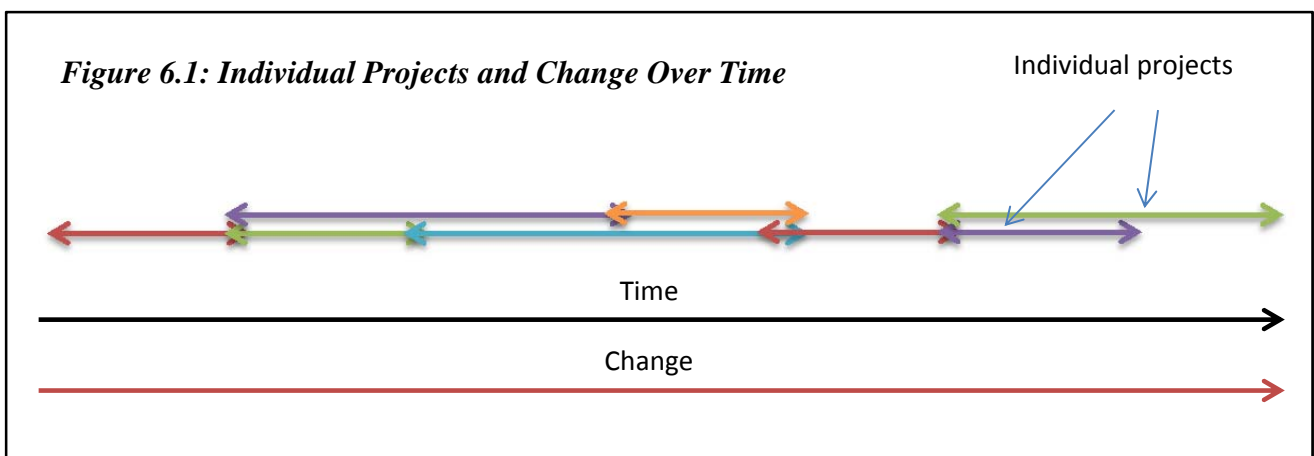 Figure 6.1: Individual Projects and Change Over Time
Individual projects
Time
Change